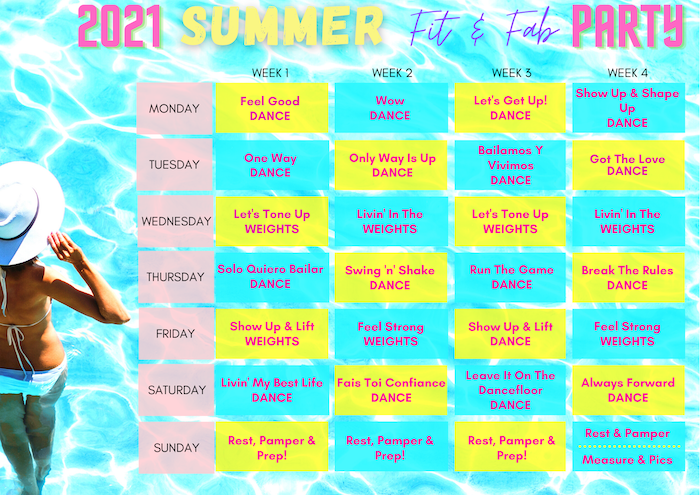 2021 SUMMER Fit & Fab PARTY
WEEK 1 WEEK 2 WEEK 3 WEEK 4
MONDAY
Feel Good
DANCE
Wow
DANCE
Let's Get Up!
DANCE
Show Up & Shape
Up
DANCE
TUESDAY
One Way
DANCE
Only Way Is Up
DANCE
Bailamos Y
Vivimos
DANCE
Got The Love
DANCE
WEDNESDAY
Let's Tone Up
WEIGHTS
Livin' In The
WEIGHTS
Let's Tone Up
WEIGHTS
Livin' In The
WEIGHTS
THURSDAY
Solo Quiero Bailar
DANCE
Swing 'n' Shake
DANCE
Run The Game
DANCE
Break The Rules
DANCE
FRIDAY
Show Up & Lift
WEIGHTS
Feel Strong
WEIGHTS
Show Up & Lift
DANCE
Feel Strong
WEIGHTS
SATURDAY
Livin' My Best Life
DANCE
Fais Toi Confiance
DANCE
Leave It On The
Dancefloor
DANCE
Always Forward
DANCE
SUNDAY
Rest, Pamper &
Prep!
Rest, Pamper &
Prep!
Rest, Pamper &
Prep!
Rest & Pamper
Measure & Pics